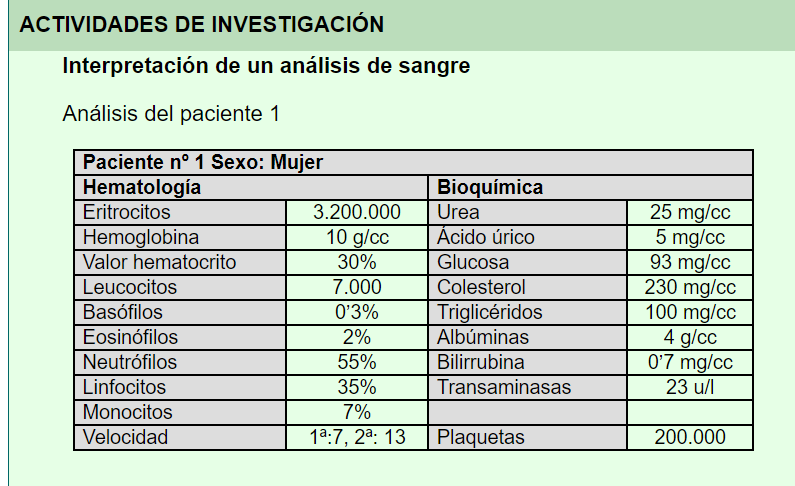 ACTIVIDADES DE INVESTIGACIÓN
Interpretación de un análisis de sangre
Análisis del paciente 1
Paciente nº 1 Sexo: Mujer
Hematología Bioquímica
Eritrocitos 3.200.000 Urea 25 mg/cc
Hemoglobina 10 g/cc Ácido úrico 5 mg/cc
Valor hematocrito 30% Glucosa 93 mg/cc
Leucocitos 7.000 Colesterol 230 mg/cc
Basófilos 0’3% Triglicéridos 100 mg/cc
Eosinófilos 2% Albúminas 4 g/cc
Neutrófilos 55% Bilirrubina 0’7 mg/cc
Linfocitos 35% Transaminasas 23 u/l
Monocitos 7%
Velocidad 1ª:7, 2ª: 13 Plaquetas 200.000